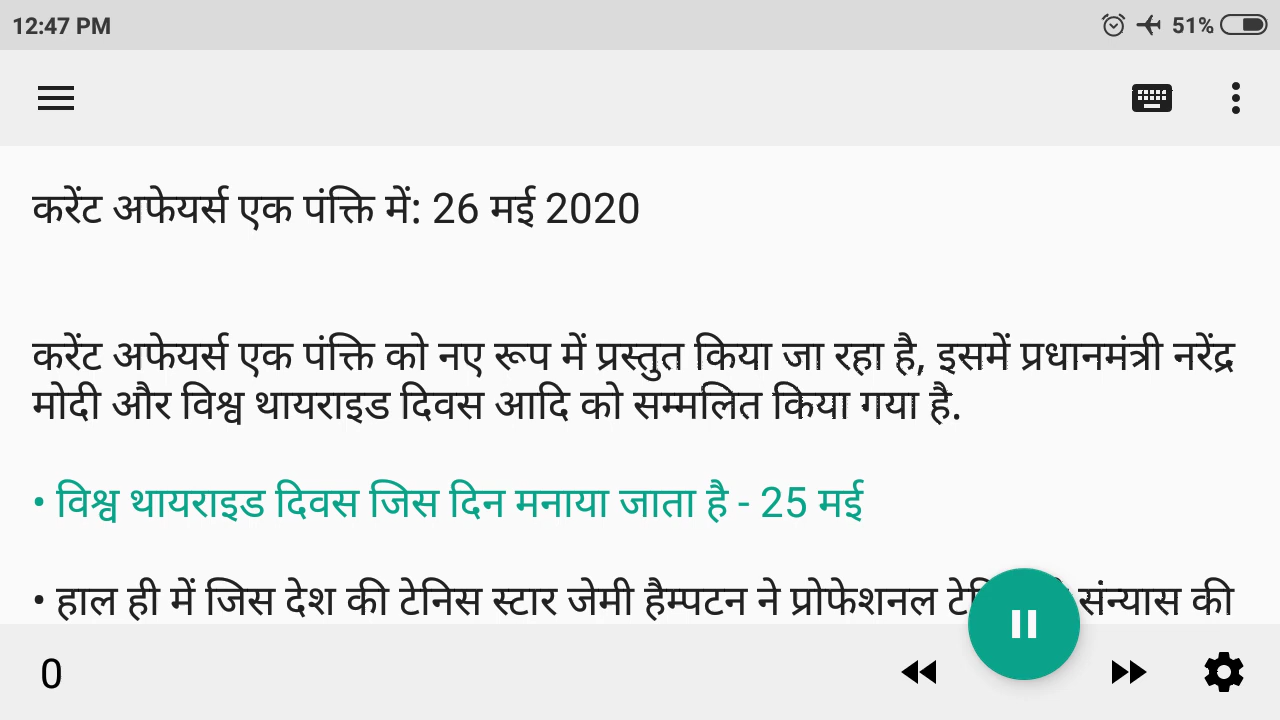 12:47 PM
51%
करेंट अफेयर्स एक पंक्ति में: 26 मई 2020
करेंट अफेयर्स एक पंक्ति को नए रूप में प्रस्तुत किया जा रहा है, इसमें प्रधानमंत्री नरेंद्र
मोदी और विश्व थायराइड दिवस आदि को सम्मलित किया गया है.
• विश्व थायराइड दिवस जिस दिन मनाया जाता है - 25 मई
• हाल ही में जिस देश की टेनिस स्टार जेमी हैम्पटन ने प्रोफेशनल संन्यास की
0